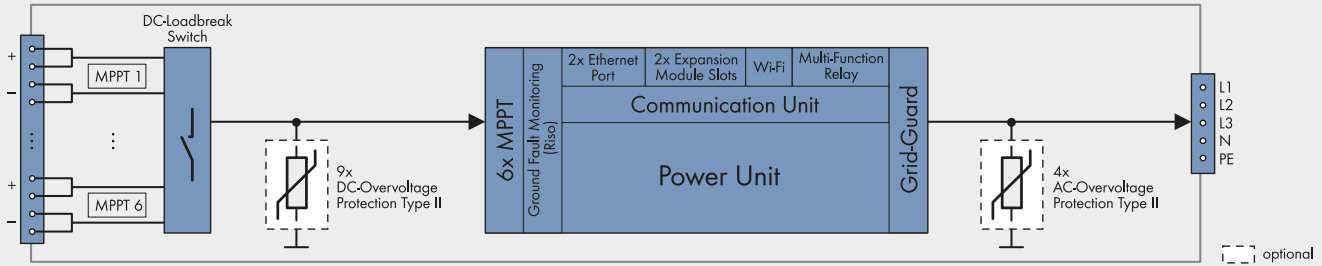 DC-Loadbreak
Switch
+
MPPT 1
−
...
...
+
MPPT 6
−
9x
DC-Overvoltage
Protection Type II
6x MPPT
Ground Fault Monitoring
(Riso)
2x Ethernet
Port
2x Expansion
Module Slots
Wi-Fi
Multi-Function
Relay
Communication Unit
Power Unit
Grid-Guard
4x
AC-Overvoltage
Protection Type II
L1
L2
L3
N
PE
optional